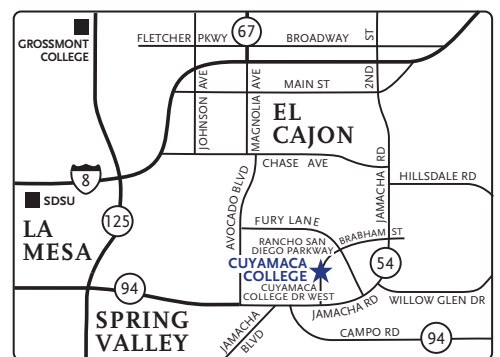 GROSSMONT
COLLEGE
FLETCHER PKWY
67
BROADWAY
2ND ST
JOHNSON AVE
MAGNOLIA AVE
MAIN ST
EL
CAJON
CHASE AVE
JAMACHA RD
HILLSDALE RD
8
SDSU
LA
MESA
125
AVOCADO BLVD
FURY LANE
RANCHO SAN
DIEGO PARKWAY
BRABHAM ST
CUYAMACA
COLLEGE
CUYAMACA
COLLEGE DR WEST
54
94
SPRING
VALLEY
JAMACHA
BLVD
JAMACHA RD
WILLOW GLEN DR
CAMPO RD
94